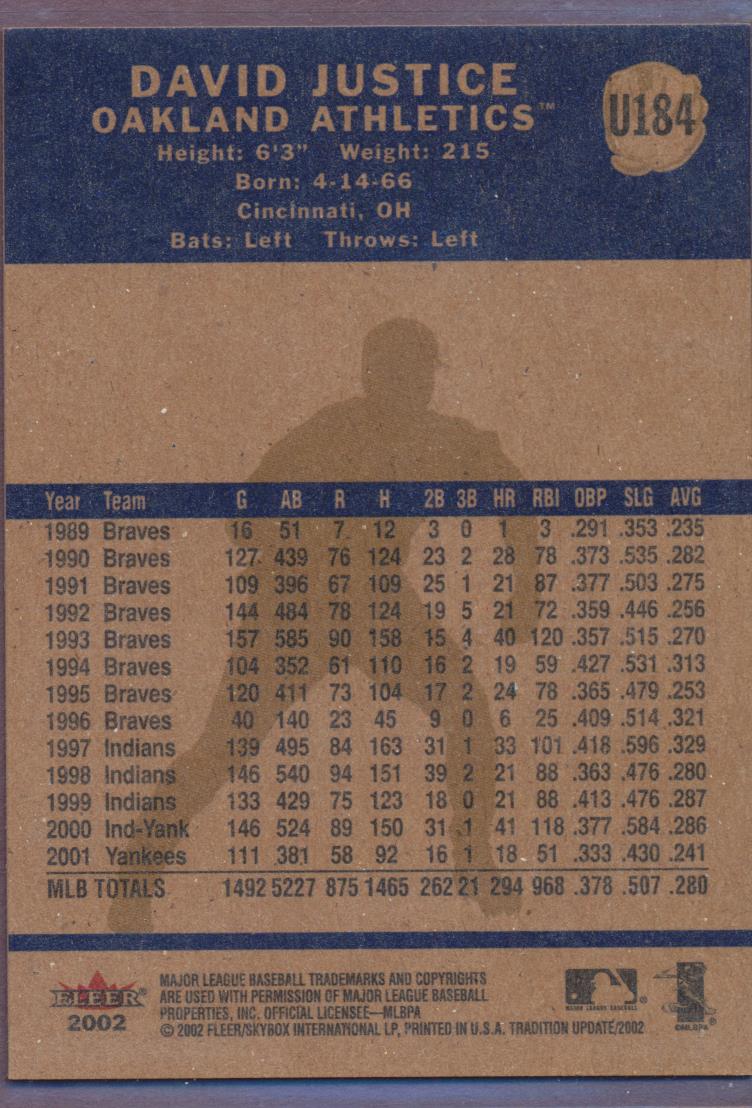 DAVID JUSTICE
OAKLAND ATHLETICS™
U184
Height: 6'3" Weight: 215
Born: 4-14-66
Cincinnati, OH
Bats: Left Throws: Left
Year Team G AB R H 2B 3B HR RBI OBP SLG AVG
1989 Braves 16 51 7 12 3 0 1 3 .291 .353 .235
1990 Braves 127 439 76 124 23 2 28 78 .373 .535 .282
1991 Braves 109 396 67 109 25 1 21 87 .377 .503 .275
1992 Braves 144 484 78 124 19 5 21 72 .359 .446 .256
1993 Braves 157 585 90 158 15 4 40 120 .357 .515 .270
1994 Braves 104 352 61 110 16 2 19 59 .427 .531 .313
1995 Braves 120 411 73 104 17 2 24 78 .365 .479 .253
1996 Braves 40 140 23 45 9 0 6 25 .409 .514 .321
1997 Indians 139 495 84 163 31 1 33 101 .418 .596 .329
1998 Indians 146 540 94 151 39 2 21 88 .363 .476 .280
1999 Indians 133 429 75 123 18 0 21 88 .413 .476 .287
2000 Ind-Yank 146 524 89 150 31 1 41 118 .377 .584 .286
2001 Yankees 111 381 58 92 16 1 18 51 .333 .430 .241
MLB TOTALS 1492 5227 875 1465 262 21 294 968 .378 .507 .280
FLEER®
2002
MAJOR LEAGUE BASEBALL TRADEMARKS AND COPYRIGHTS
ARE USED WITH PERMISSION OF MAJOR LEAGUE BASEBALL
PROPERTIES, INC. OFFICIAL LICENSEE—MLBPA
© 2002 FLEER/SKYBOX INTERNATIONAL LP, PRINTED IN U.S.A. TRADITION UPDATE/2002
MAJOR LEAGUE BASEBALL®
©MLBPA®